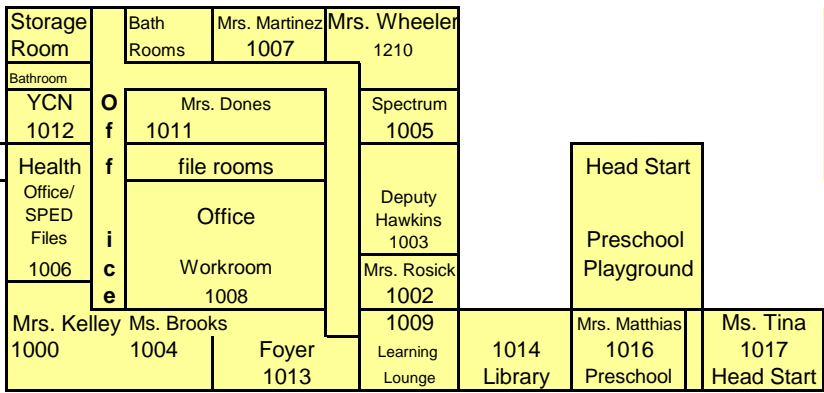 Storage Room
Bath Rooms
Mrs. Martinez 1007
Mrs. Wheeler 1210
Bathroom
YCN 1012
Office
Mrs. Dones 1011
Spectrum 1005
Health Office/ SPED Files 1006
file rooms
Office Workroom 1008
Deputy Hawkins 1003
Mrs. Rosick 1002
Head Start Preschool Playground
Mrs. Kelley 1000
Ms. Brooks 1004
Foyer 1013
1009 Learning Lounge
1014 Library
Mrs. Matthias 1016 Preschool
Ms. Tina 1017 Head Start